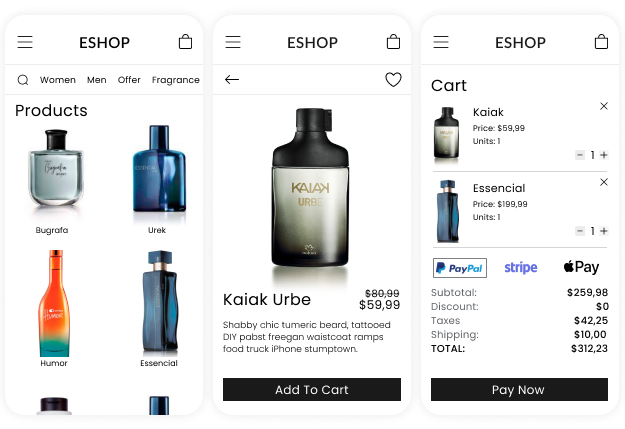 ESHOP
Women Men Offer Fragrance
Products
Bugrafa
Urek
Humor
Humor
Essencial
ESHOP
KAIAK
URBE
natura
Kaiak Urbe
$80,99
$59,99
Shabby chic tumeric beard, tattooed
DIY pabst freegan waistcoat ramps
food truck iPhone stumptown.
Add To Cart
ESHOP
Cart
Kaiak
Price: $59,99
Units: 1
− 1 +
Essencial
Price: $199,99
Units: 1
− 1 +
PayPal stripe Pay
Subtotal: $259,98
Discount: $0
Taxes $42,25
Shipping: $10,00
TOTAL: $312,23
Pay Now